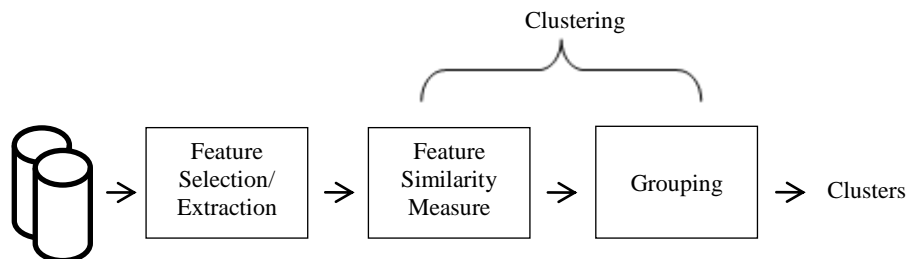 Clustering
Feature
Selection/
Extraction
Feature
Similarity
Measure
Grouping
Clusters